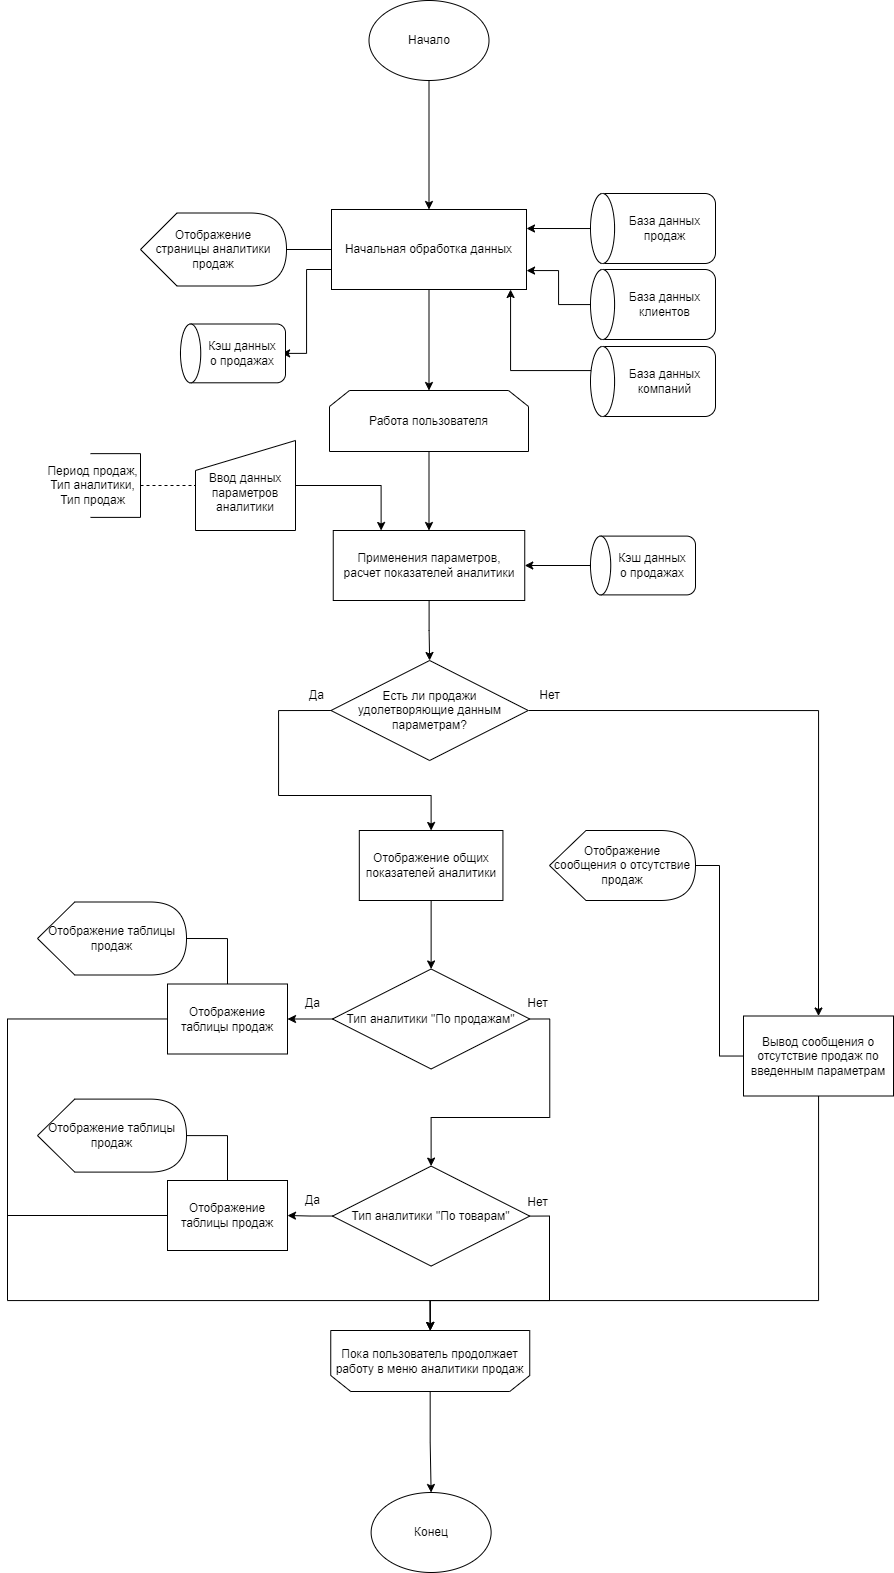 Начало
Отображение
страницы аналитики
продаж
Начальная обработка данных
База данных
продаж
База данных
клиентов
Кэш данных
о продажах
База данных
компаний
Работа пользователя
Период продаж,
Тип аналитики,
Тип продаж
Ввод данных
параметров
аналитики
Применения параметров,
расчет показателей аналитики
Кэш данных
о продажах
Да
Есть ли продажи
удолетворяющие данным
параметрам?
Нет
Отображение общих
показателей аналитики
Отображение
сообщения о отсутствие
продаж
Отображение таблицы
продаж
Отображение
таблицы продаж
Да
Тип аналитики "По продажам"
Нет
Вывод сообщения о
отсутствие продаж по
введенным параметрам
Отображение таблицы
продаж
Отображение
таблицы продаж
Да
Тип аналитики "По товарам"
Нет
Пока пользователь продолжает
работу в меню аналитики продаж
Конец